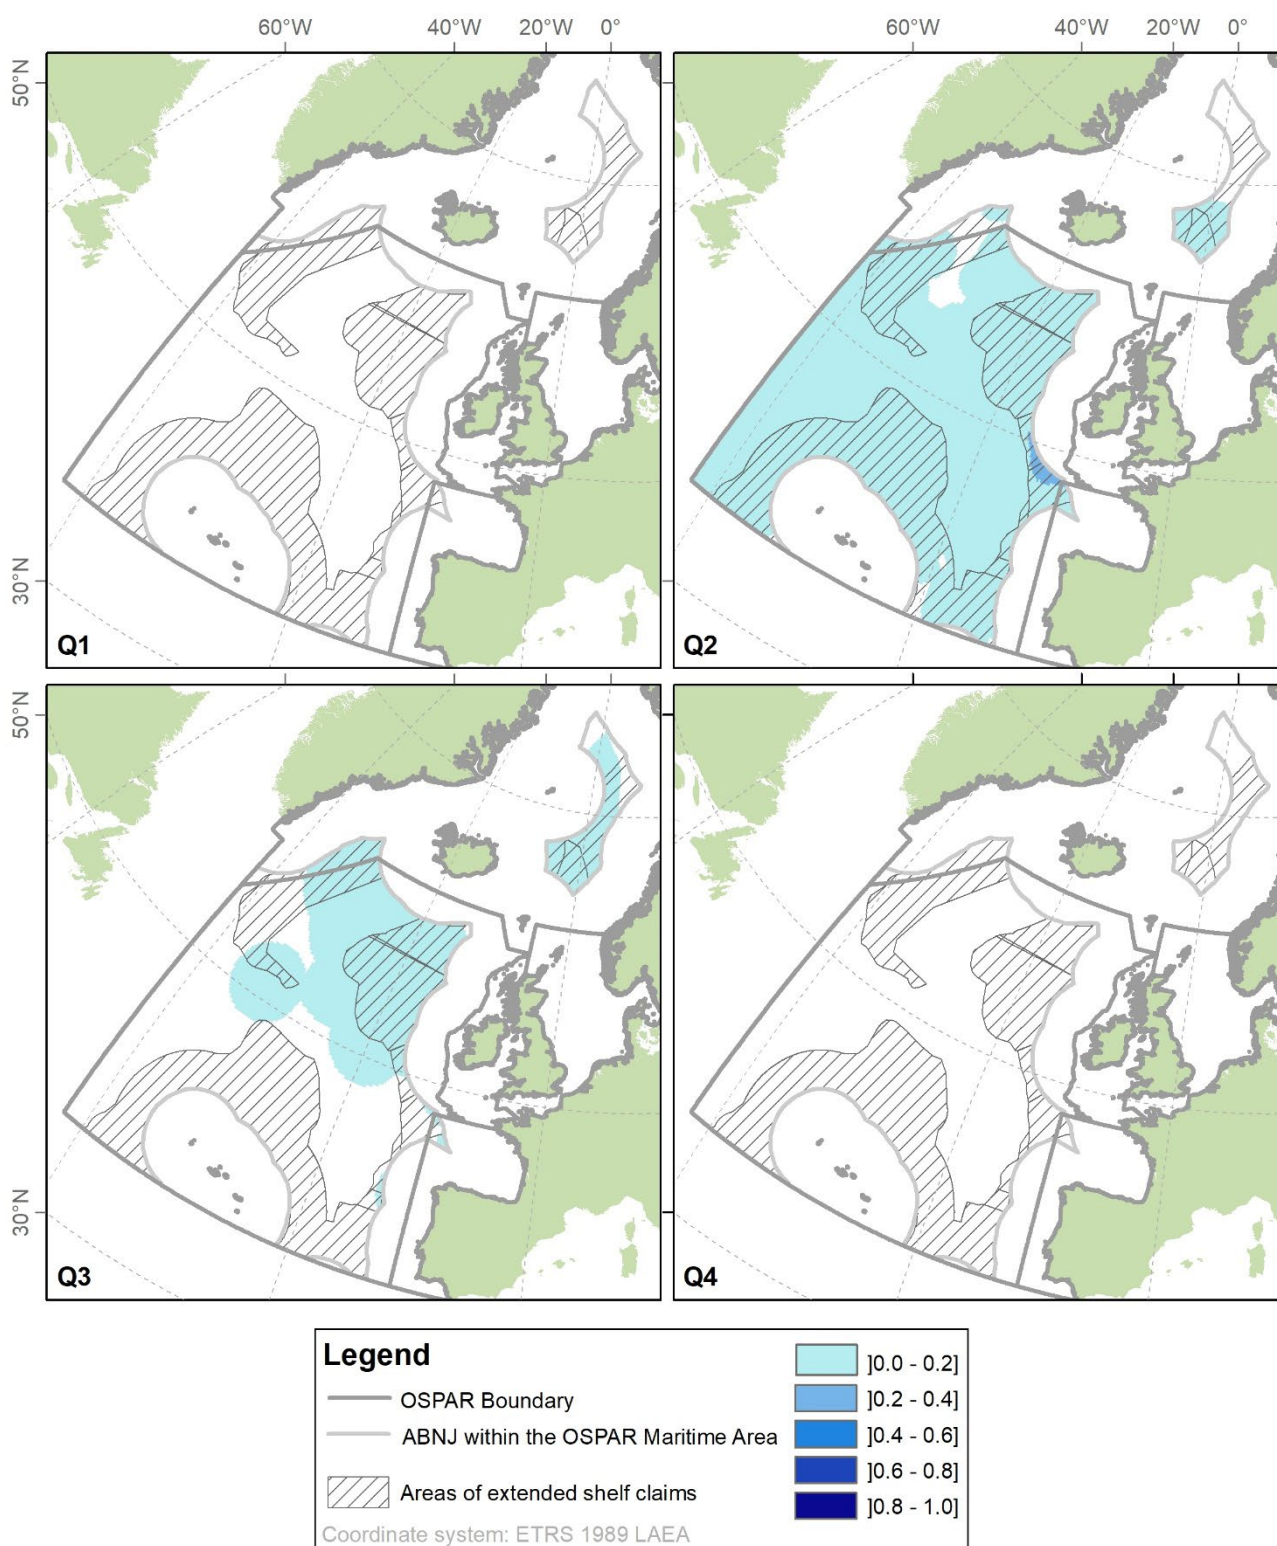 60°W 40°W 20°W 0° 60°W 40°W 20°W 0°
50°N
30°N
Q1 Q2
50°N
30°N
Q3 Q4
Legend
OSPAR Boundary
ABNJ within the OSPAR Maritime Area
Areas of extended shelf claims
Coordinate system: ETRS 1989 LAEA
]0.0 - 0.2]
]0.2 - 0.4]
]0.4 - 0.6]
]0.6 - 0.8]
]0.8 - 1.0]